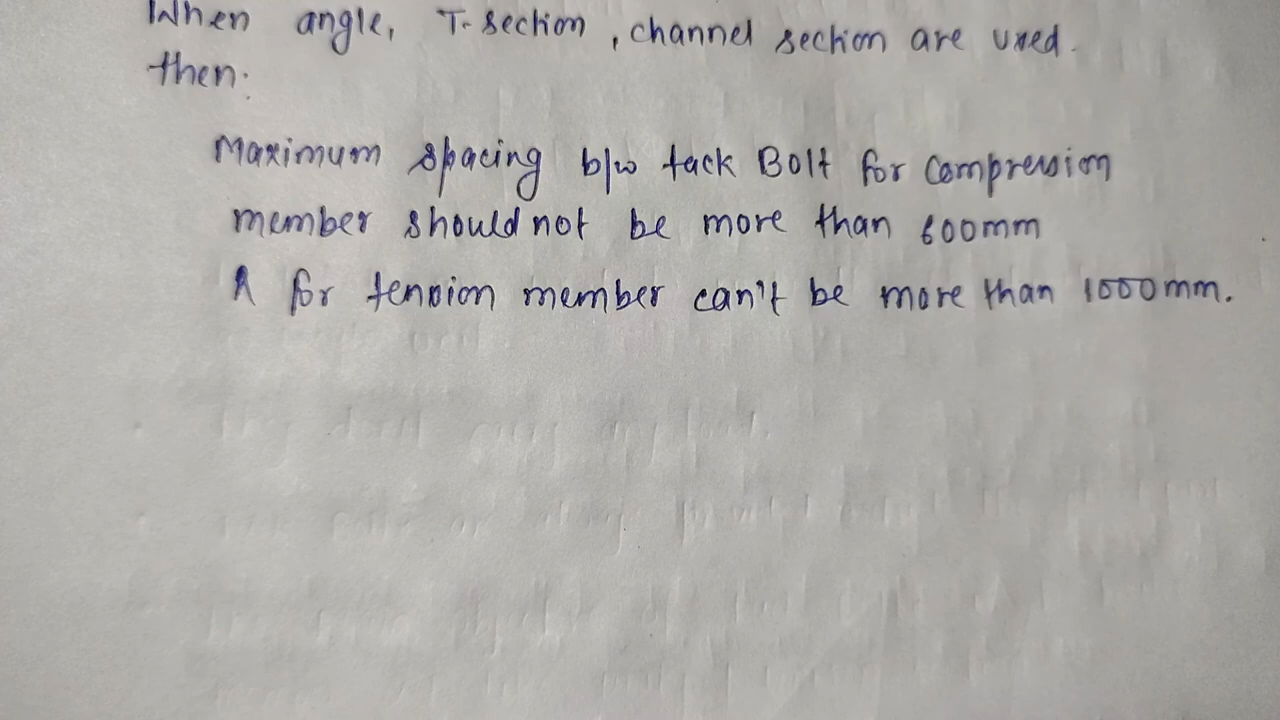 When angle, T-section, channel section are used.
then.
Maximum spacing b/w tack Bolt for compression
member should not be more than 600mm
& for tension member can't be more than 1000mm.